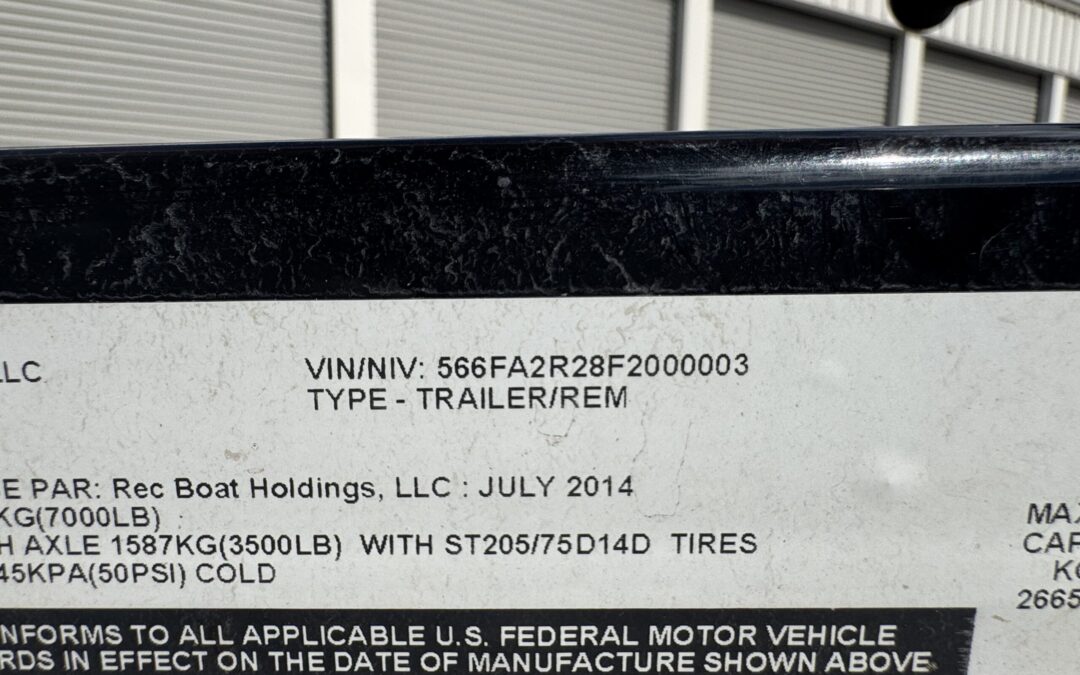 LLC
VIN/NIV: 566FA2R28F2000003
TYPE - TRAILER/REM
E PAR: Rec Boat Holdings, LLC : JULY 2014
KG(7000LB)
H AXLE 1587KG(3500LB) WITH ST205/75D14D TIRES
45KPA(50PSI) COLD
MAX
CAP
KG
2665
NFORMS TO ALL APPLICABLE U.S. FEDERAL MOTOR VEHICLE
RDS IN EFFECT ON THE DATE OF MANUFACTURE SHOWN ABOVE